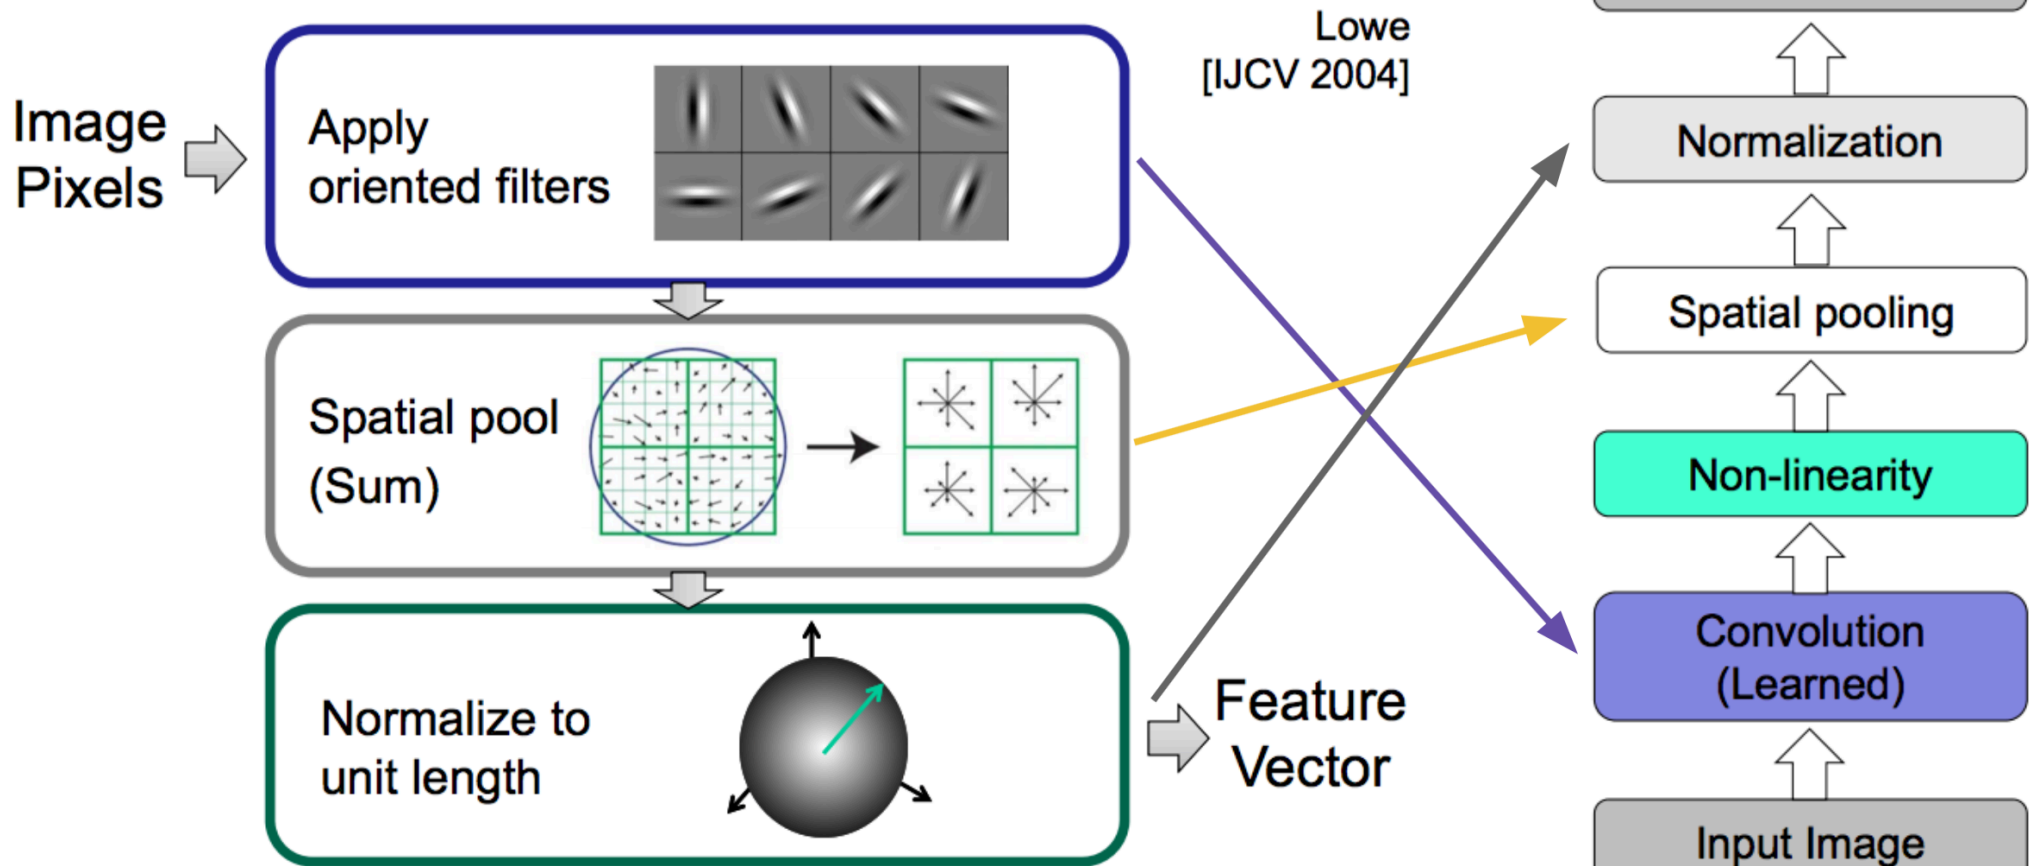 Image
Pixels
Apply
oriented filters
Spatial pool
(Sum)
Normalize to
unit length
Feature
Vector
Lowe
[IJCV 2004]
Normalization
Spatial pooling
Non-linearity
Convolution
(Learned)
Input Image